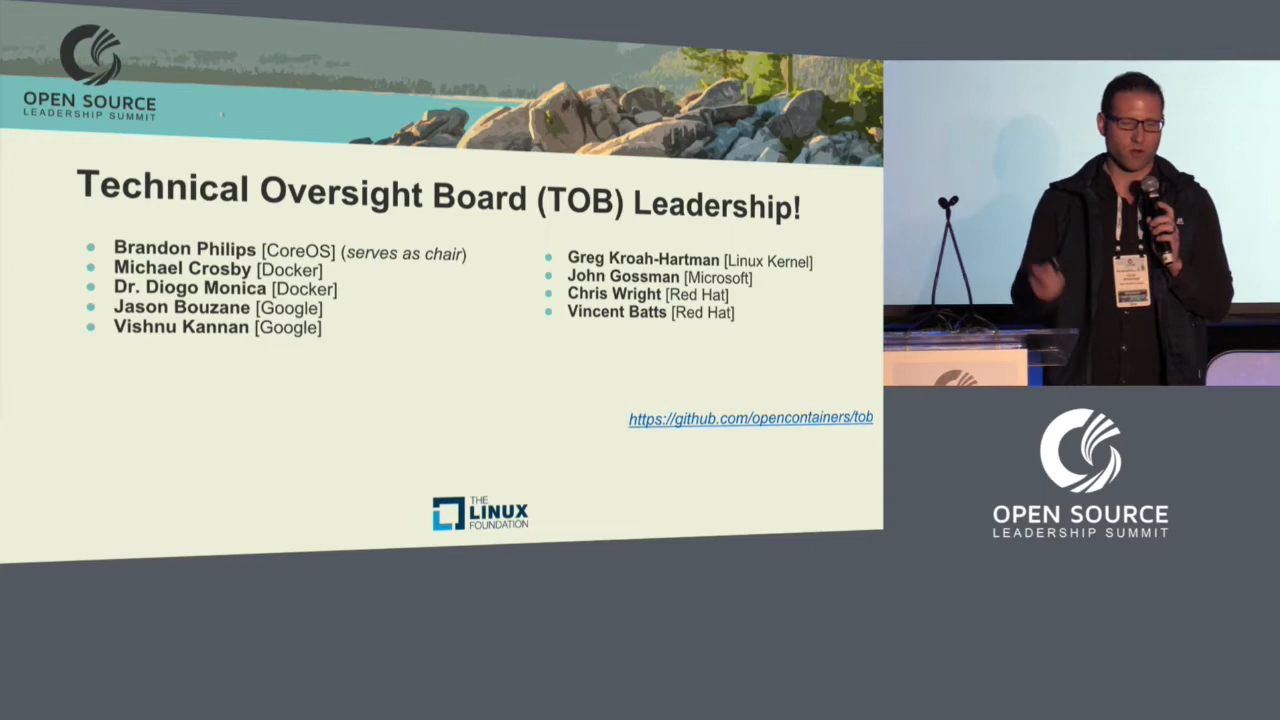 OPEN SOURCE
LEADERSHIP SUMMIT
Technical Oversight Board (TOB) Leadership!
Brandon Philips [CoreOS] (serves as chair)
Michael Crosby [Docker]
Dr. Diogo Monica [Docker]
Jason Bouzane [Google]
Vishnu Kannan [Google]
Greg Kroah-Hartman [Linux Kernel]
John Gossman [Microsoft]
Chris Wright [Red Hat]
Vincent Batts [Red Hat]
https://github.com/opencontainers/tob
THE
LINUX
FOUNDATION
OPEN SOURCE
LEADERSHIP SUMMIT